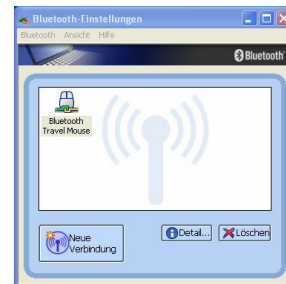 Bluetooth-Einstellungen
Bluetooth Ansicht Hilfe
Bluetooth
Bluetooth
Travel Mouse
Neue
Verbindung
Detail...
Löschen